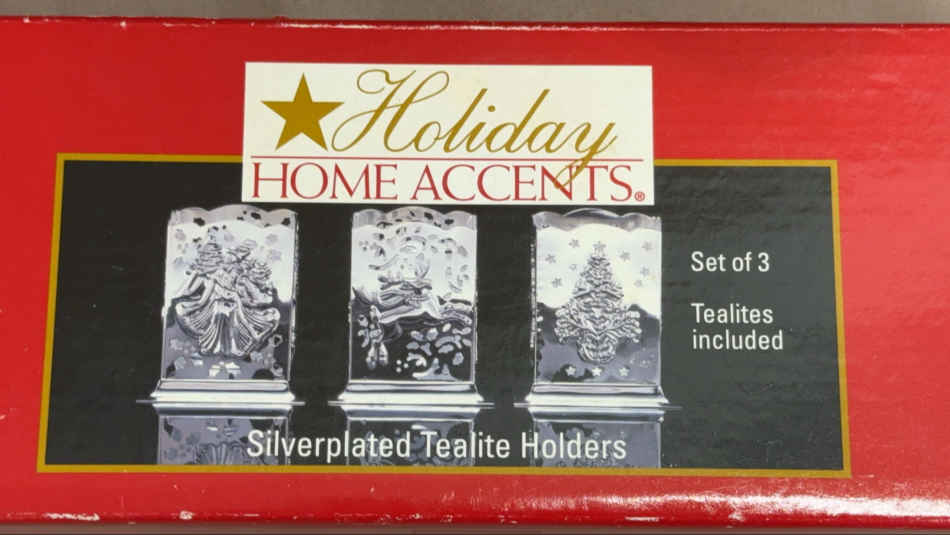 Holiday
HOME ACCENTS®
Set of 3
Tealites
included
Silverplated Tealite Holders